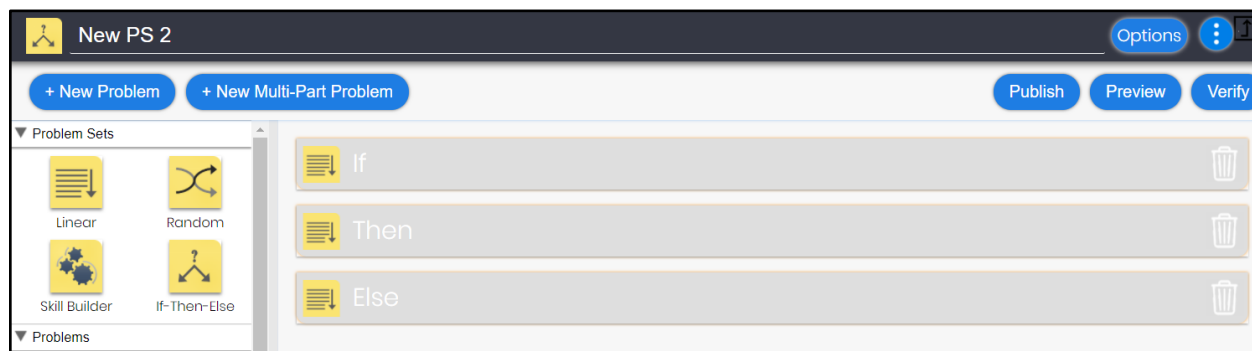 New PS 2
Options
+ New Problem
+ New Multi-Part Problem
Publish
Preview
Verify
Problem Sets
Linear
Random
Skill Builder
If-Then-Else
Problems
If
Then
Else